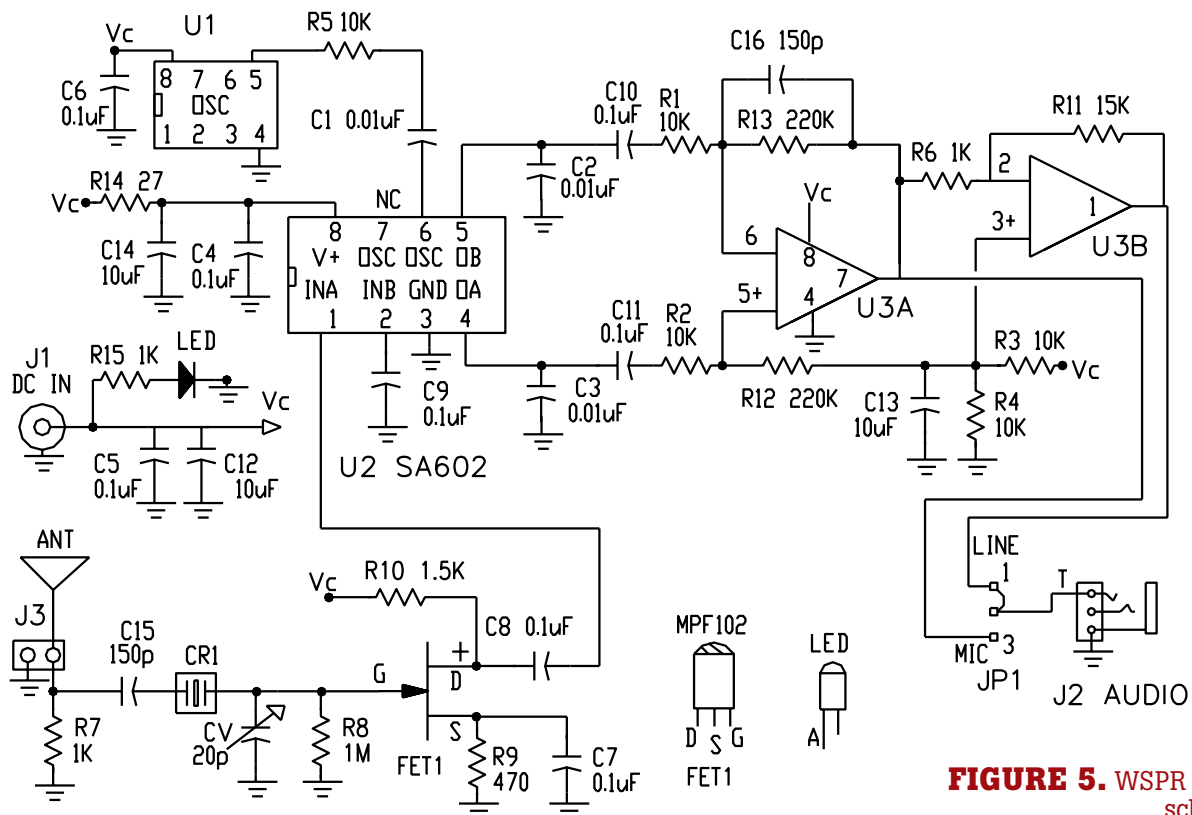 U1
Vc
R5 10K
C6
0.1uF
8 7 6 5
OSC
1 2 3 4
C1 0.01uF
C16 150p
C10
0.1uF
R1
10K
R13 220K
R11 15K
R6 1K
2
3+
1
U3B
C2
0.01uF
R14 27
Vc
C14
10uF
C4
0.1uF
NC
8 7 6 5
V+ OSC OSC OB
INA INB GND OA
1 2 3 4
Vc
6
8
5+
4
7
U3A
C11
0.1uF
R2
10K
R12 220K
R3 10K
Vc
C3
0.01uF
C13
10uF
R4
10K
C9
0.1uF
U2 SA602
J1
DC IN
R15 1K
LED
Vc
C5
0.1uF
C12
10uF
ANT
J3
C15
150p
CR1
R7
1K
CV
20p
R8
1M
Vc
R10 1.5K
C8 0.1uF
G
+
D
S
FET1
R9
470
C7
0.1uF
MPF102
D S G
FET1
LED
A
LINE
1
T
MIC
3
JP1
J2 AUDIO
FIGURE 5. WSPR